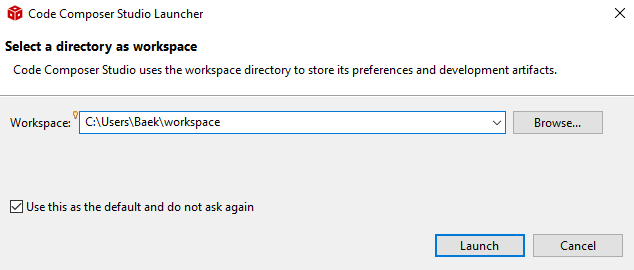 Code Composer Studio Launcher
Select a directory as workspace
Code Composer Studio uses the workspace directory to store its preferences and development artifacts.
Workspace: C:\Users\Baek\workspace Browse...
Use this as the default and do not ask again
Launch Cancel